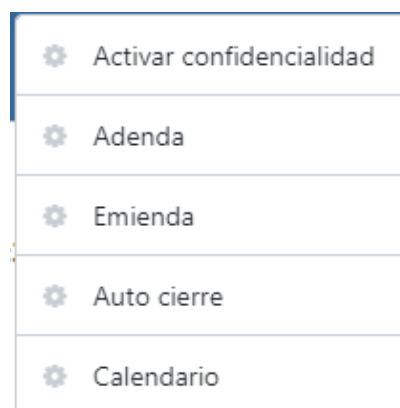 Activar confidencialidad
Adenda
Emienda
Auto cierre
Calendario